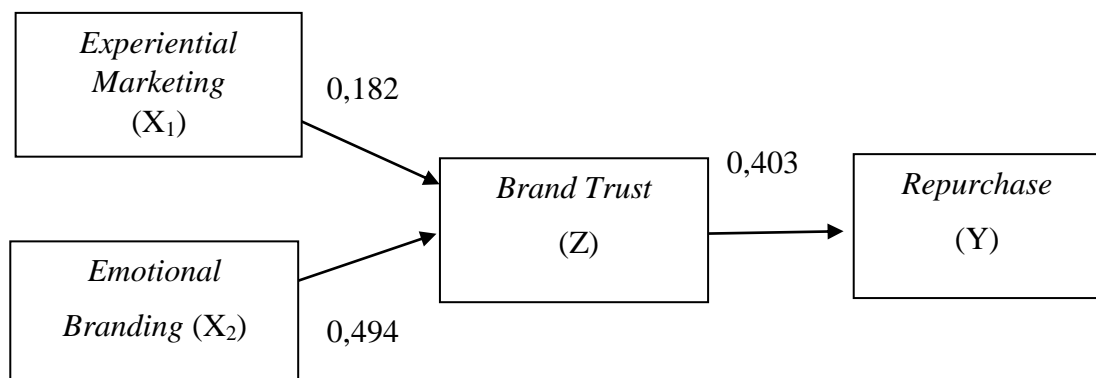 Experiential
Marketing
(X₁)
0,182
Brand Trust
(Z)
0,403
Repurchase
(Y)
Emotional
Branding (X₂)
0,494